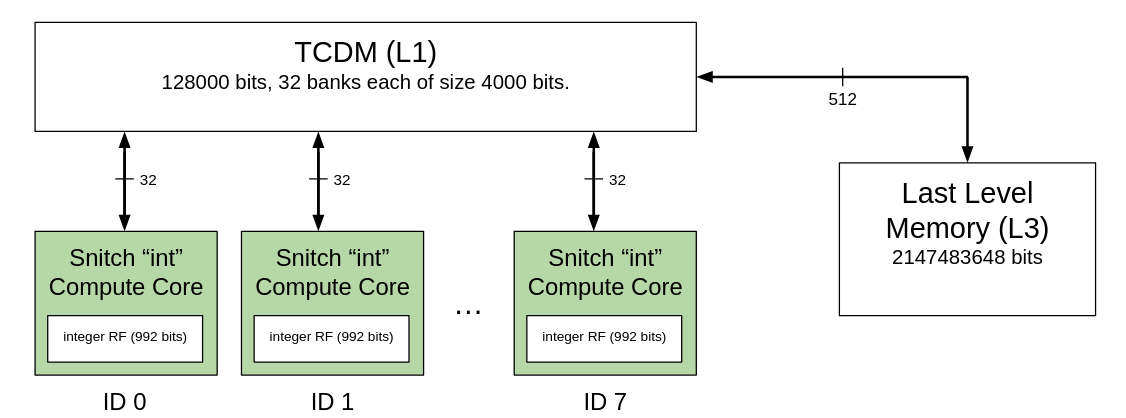 TCDM (L1)
128000 bits, 32 banks each of size 4000 bits.
512
32
32
32
Last Level
Memory (L3)
2147483648 bits
Snitch “int”
Compute Core
integer RF (992 bits)
ID 0
Snitch “int”
Compute Core
integer RF (992 bits)
ID 1
...
Snitch “int”
Compute Core
integer RF (992 bits)
ID 7